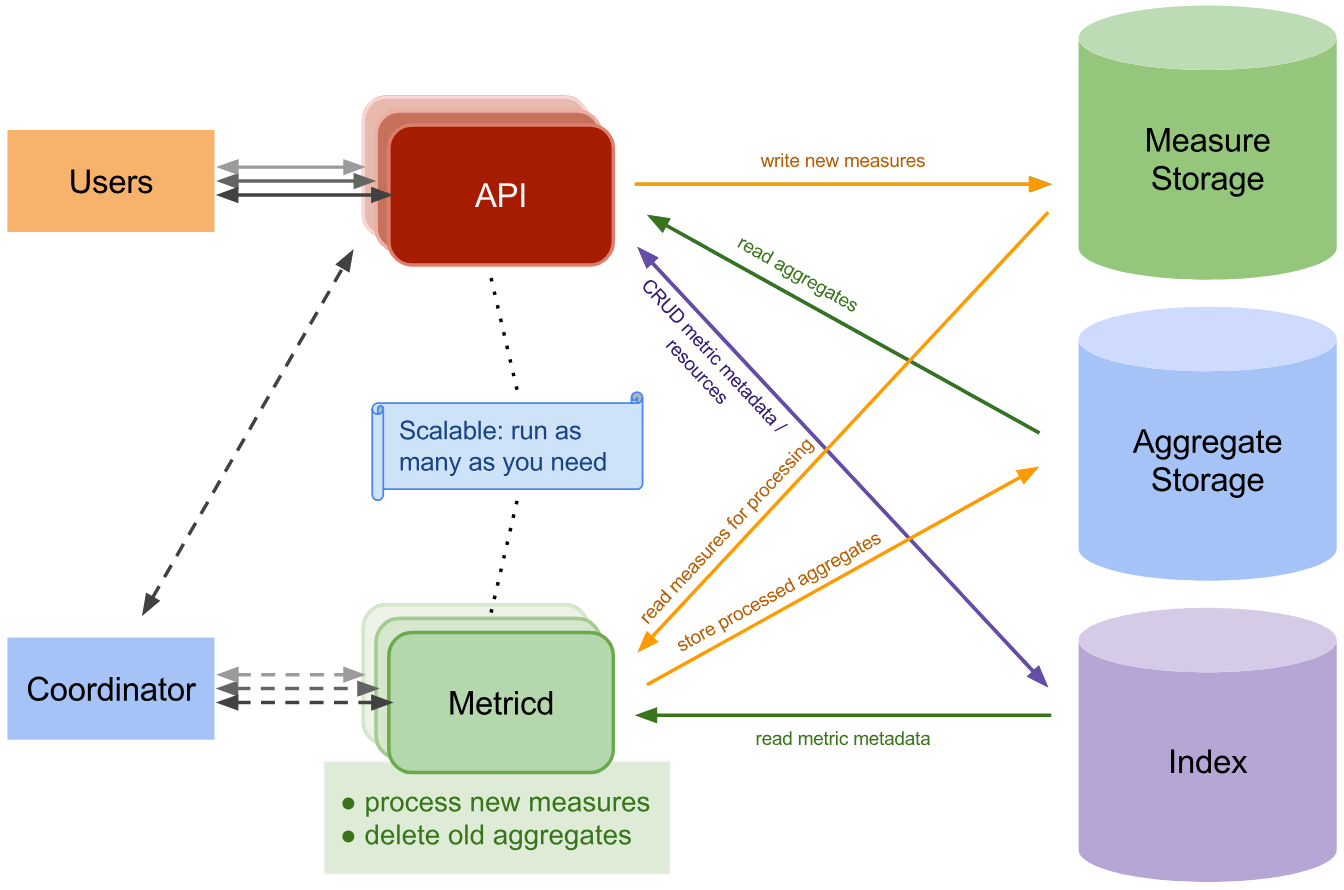 Users
API
write new measures
Measure
Storage
read aggregates
CRUD metric metadata /
resources
Scalable: run as
many as you need
Aggregate
Storage
read measures for processing
store processed aggregates
Coordinator
Metricd
read metric metadata
Index
● process new measures
● delete old aggregates